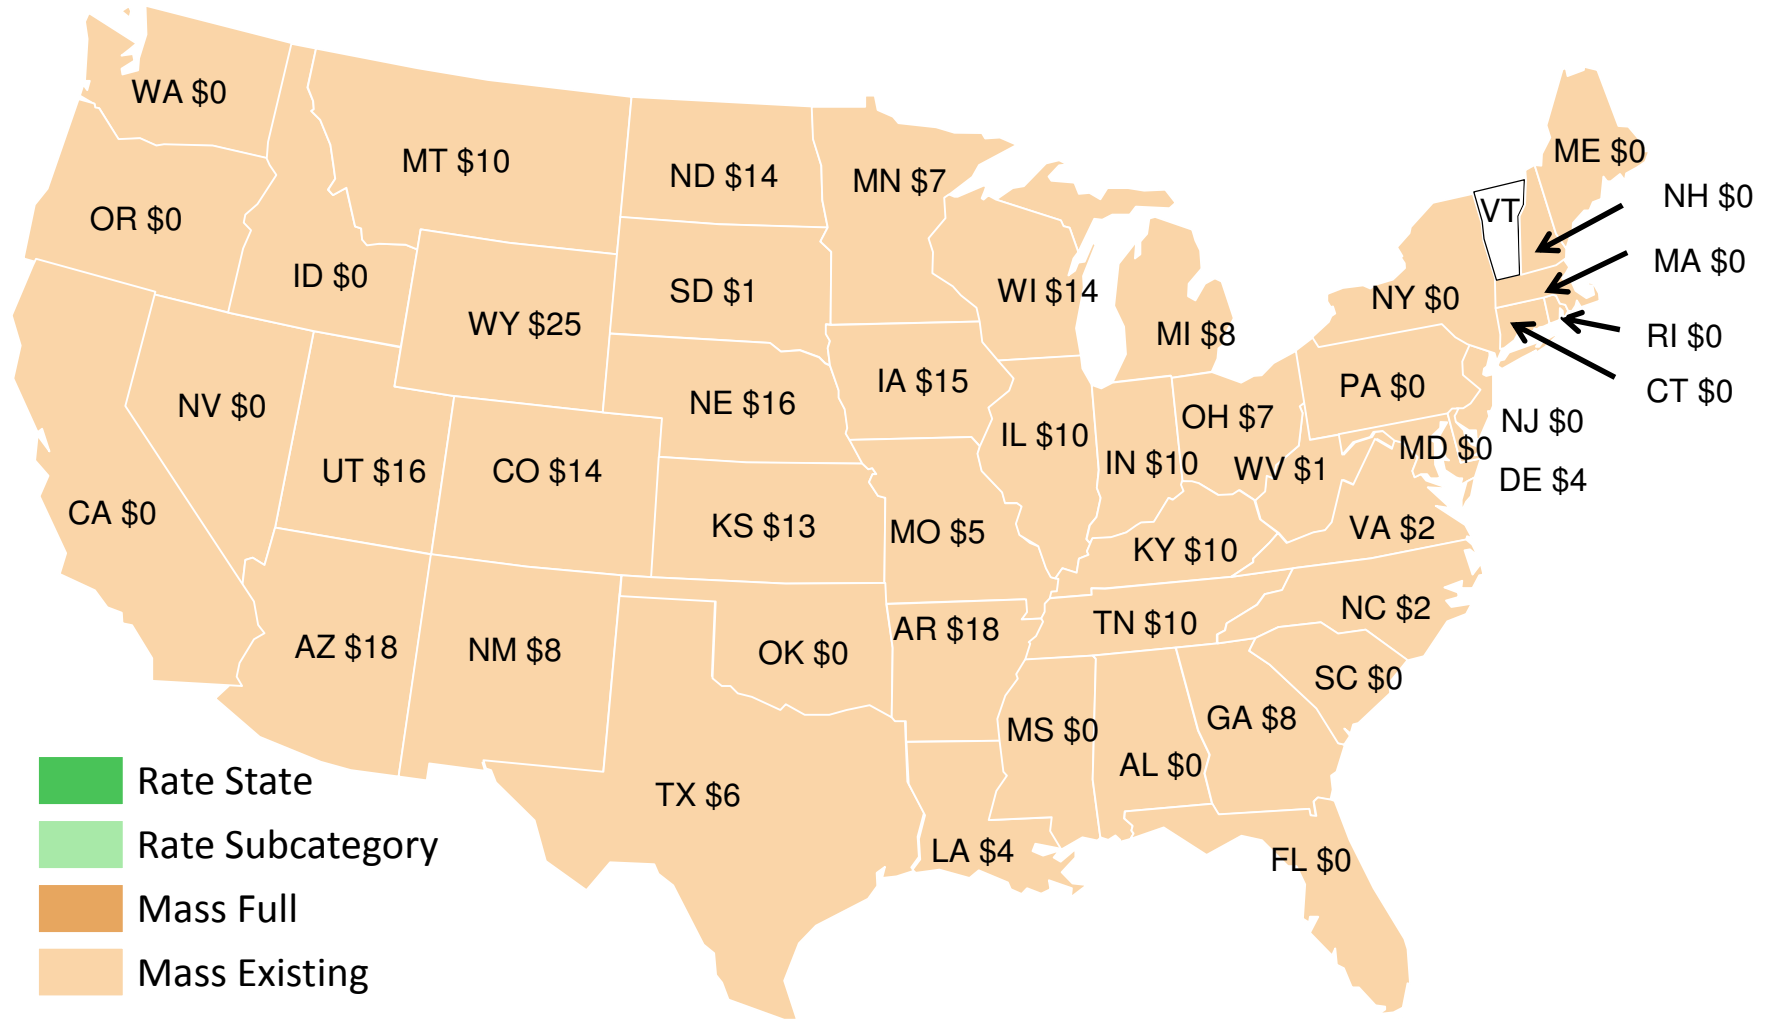 WA $0
MT $10
ND $14
MN $7
ME $0
OR $0
VT
NH $0
ID $0
SD $1
WI $14
MA $0
WY $25
NY $0
MI $8
RI $0
NV $0
NE $16
IA $15
PA $0
CT $0
UT $16
CO $14
IL $10
IN $10
OH $7
NJ $0
WV $1
MD $0
DE $4
CA $0
KS $13
MO $5
KY $10
VA $2
AZ $18
NM $8
OK $0
AR $18
TN $10
NC $2
SC $0
MS $0
AL $0
GA $8
TX $6
LA $4
FL $0
Rate State
Rate Subcategory
Mass Full
Mass Existing